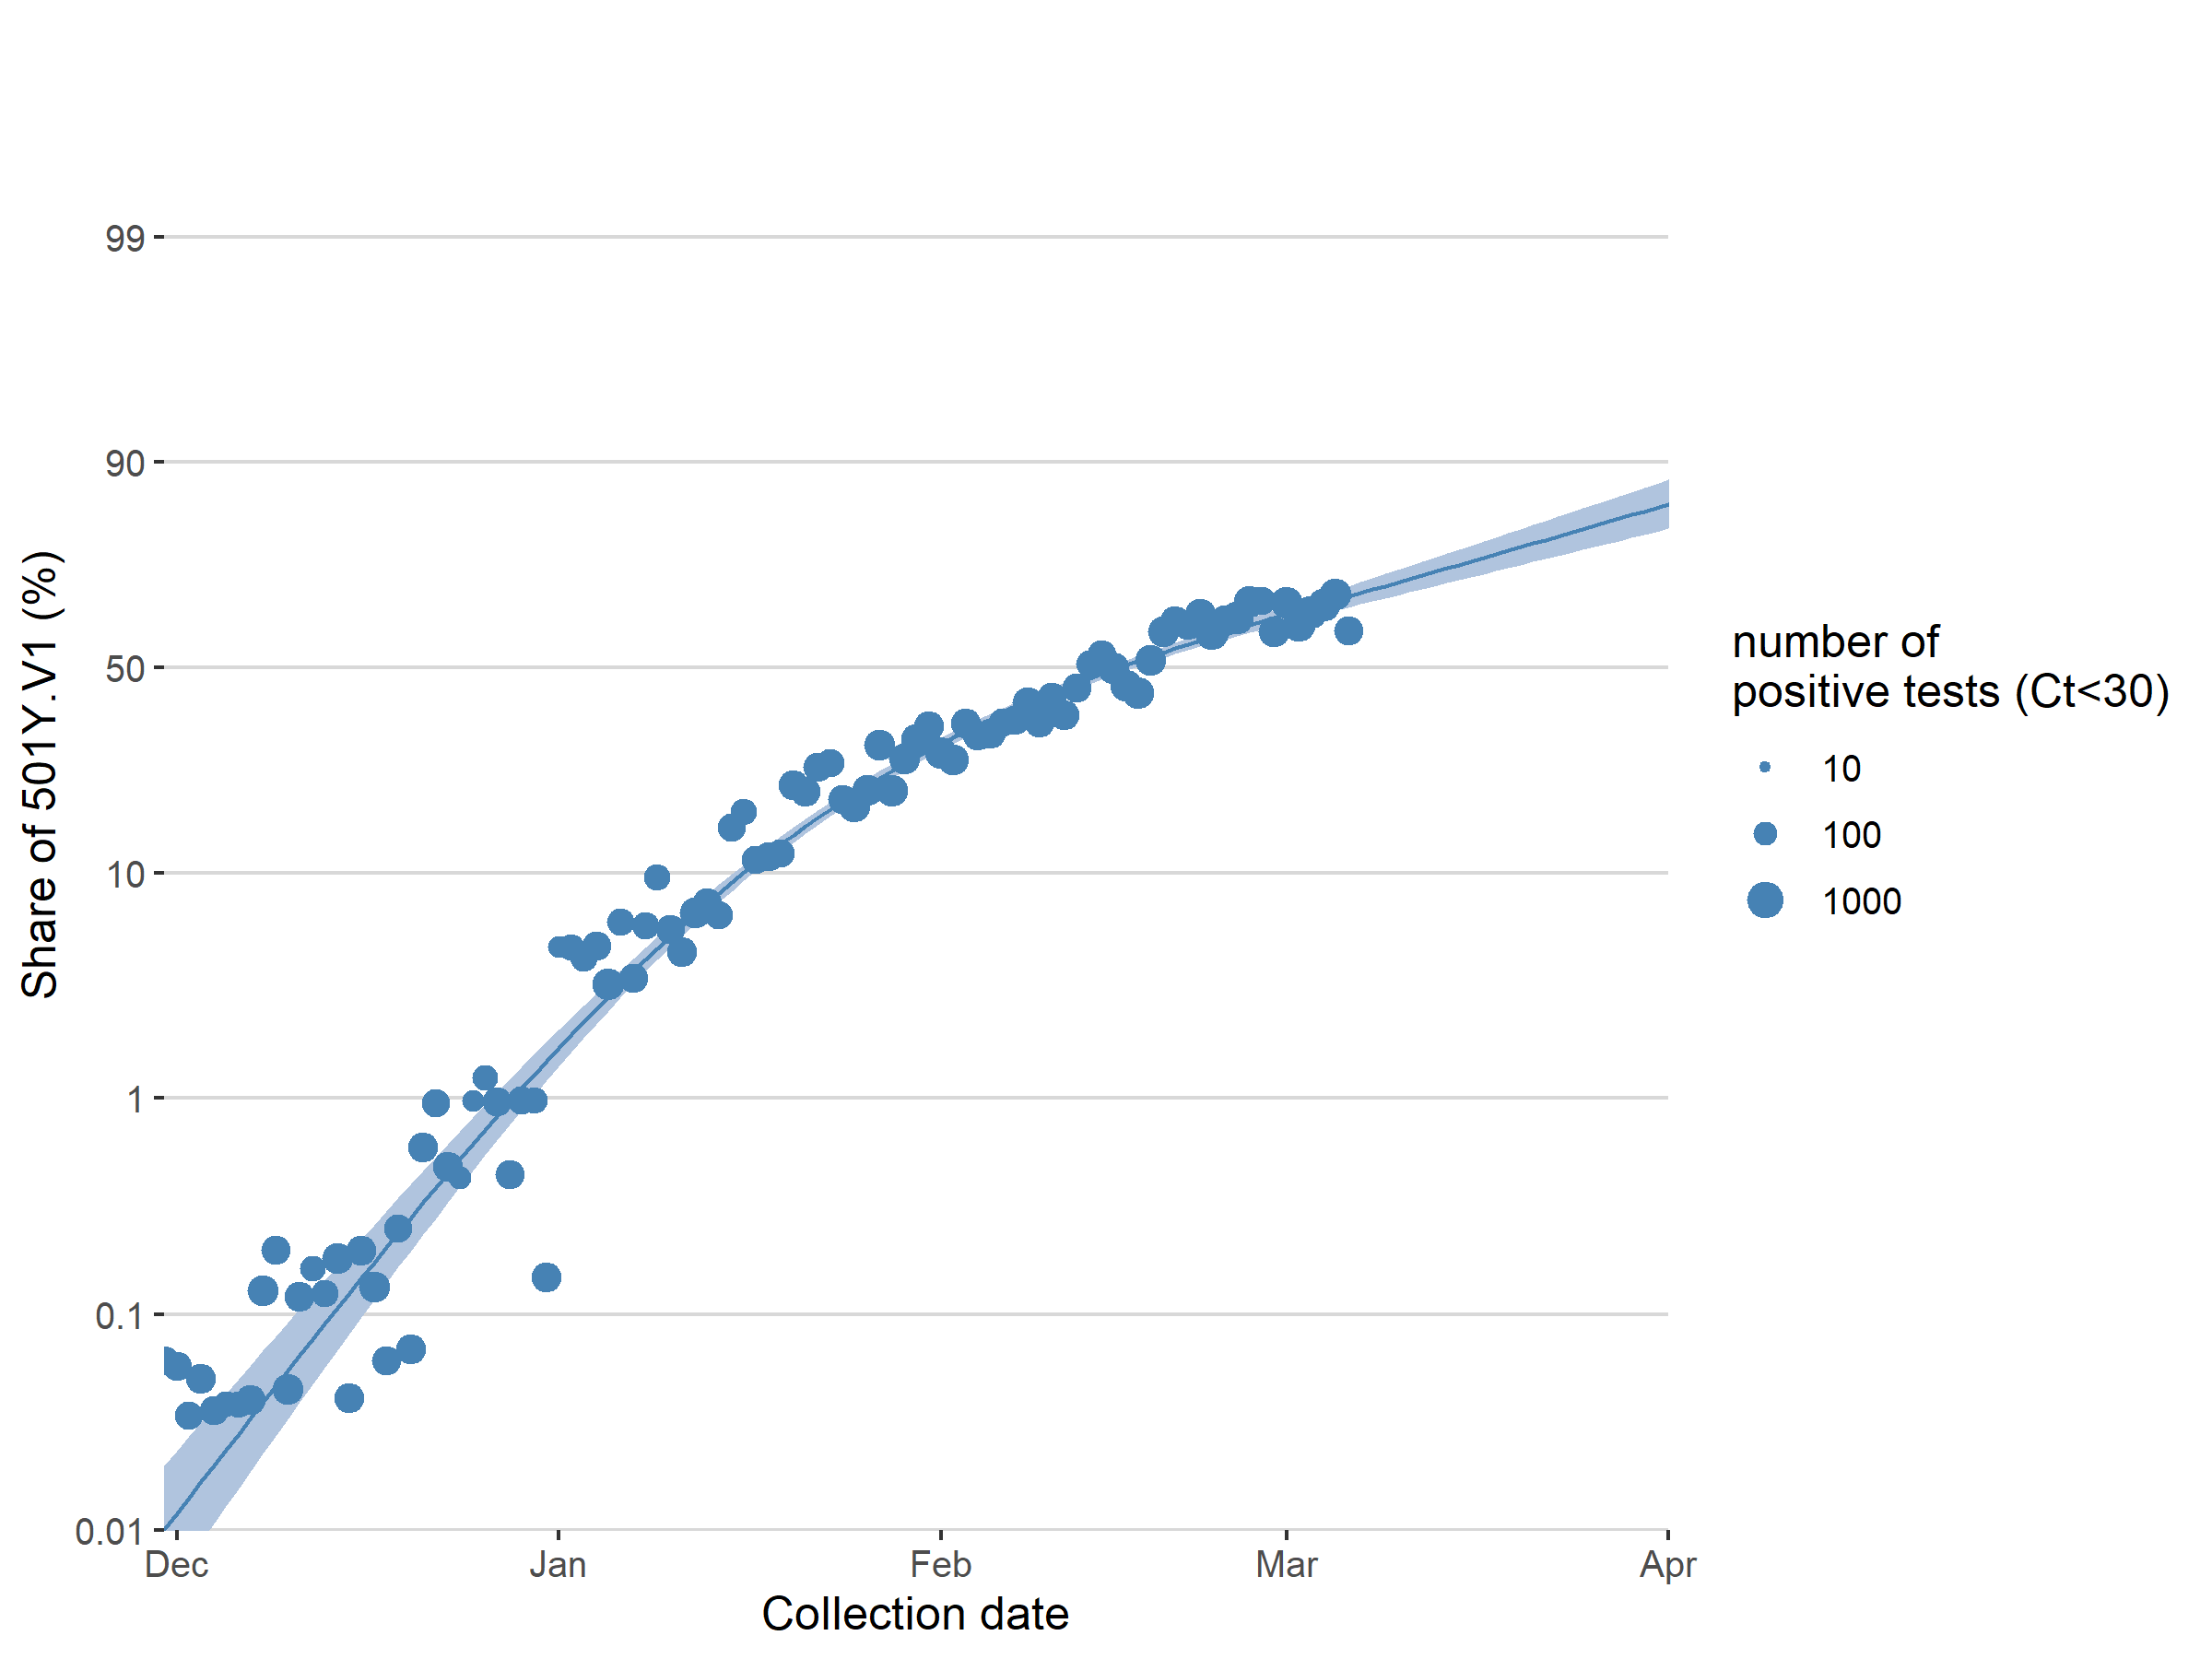 99
90
50
10
1
0.1
0.01
Share of 501Y.V1 (%)
Dec
Jan
Feb
Mar
Apr
Collection date
number of
positive tests (Ct<30)
10
100
1000